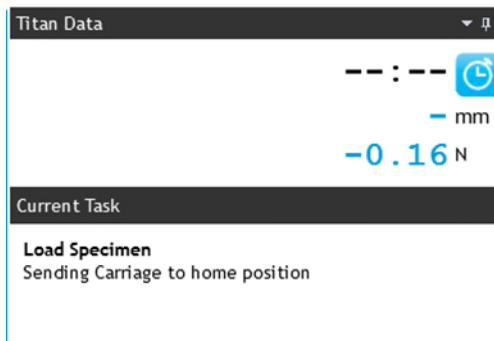 Titan Data
--:--
- mm
-0.16 N
Current Task
Load Specimen
Sending Carriage to home position